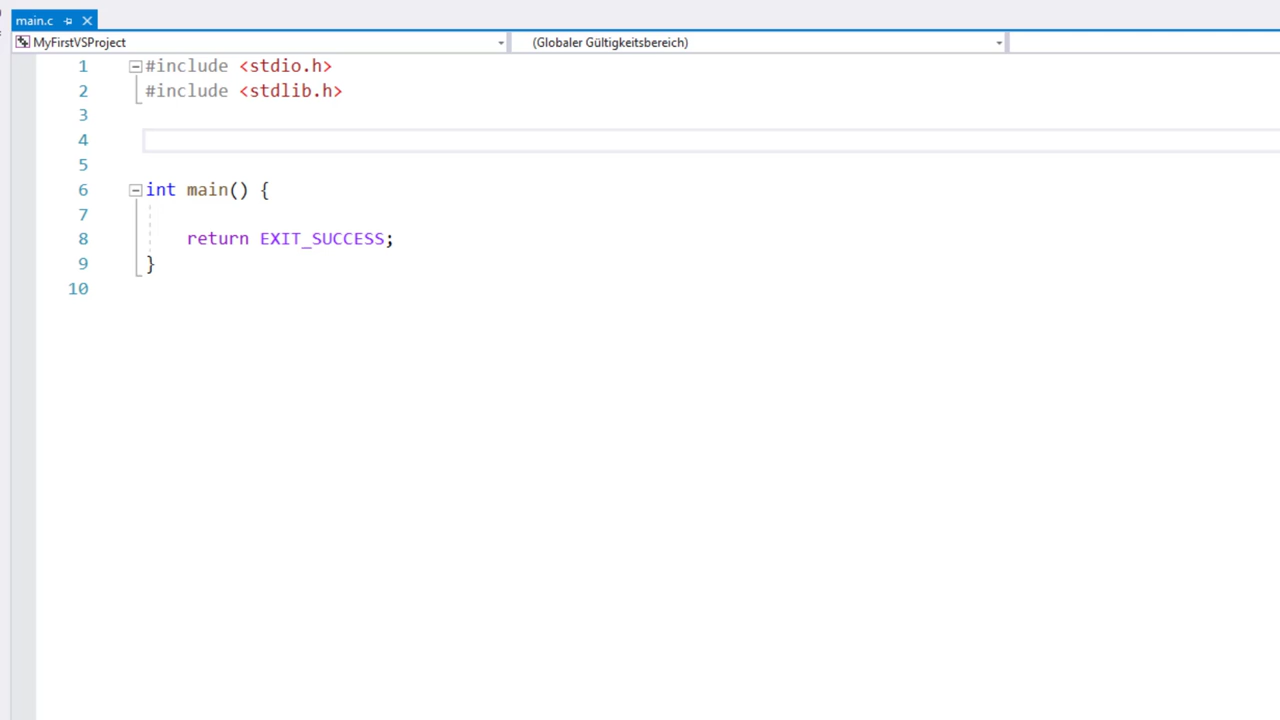 main.c
MyFirstVSProject
(Globaler Gültigkeitsbereich)
1 #include <stdio.h>
2 #include <stdlib.h>
3
4
5
6 int main() {
7
8 return EXIT_SUCCESS;
9 }
10